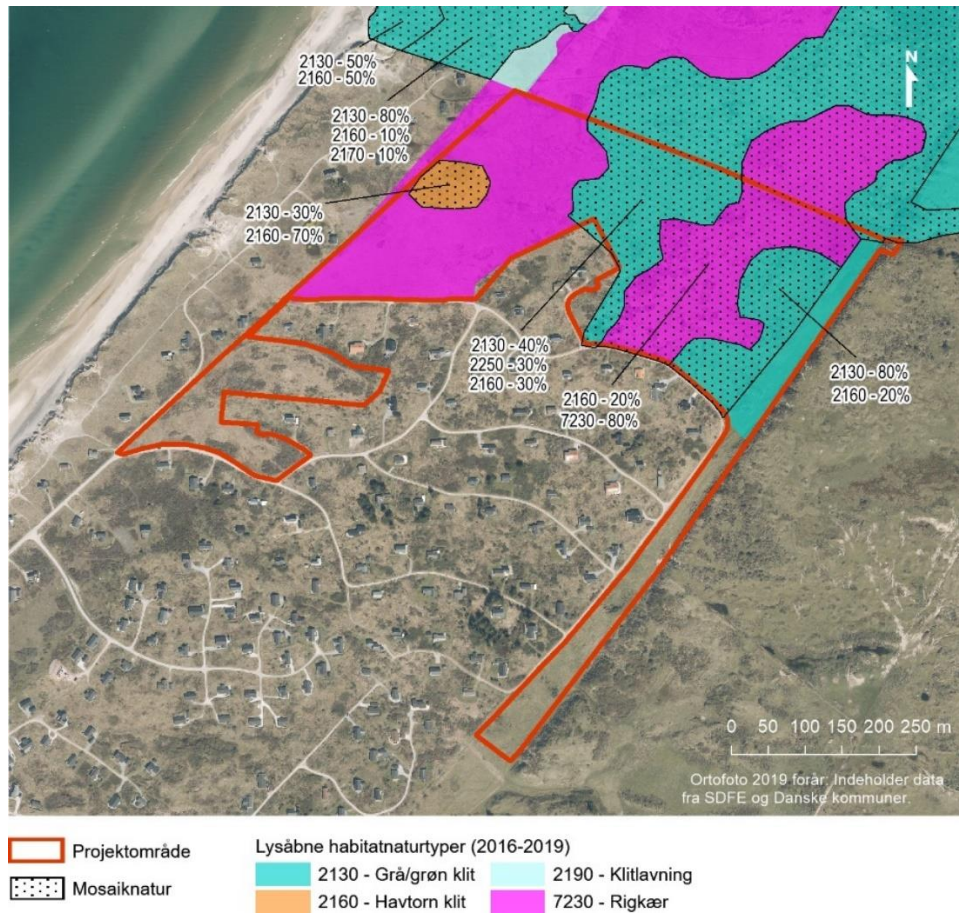 2130 - 50%
2160 - 50%
2130 - 80%
2160 - 10%
2170 - 10%
N
2130 - 30%
2160 - 70%
2130 - 40%
2250 - 30%
2160 - 30%
2160 - 20%
7230 - 80%
2130 - 80%
2160 - 20%
0 50 100 150 200 250 m
Ortofoto 2019 forår: Indeholder data
fra SDFE og Danske kommuner.
Projektområde
Mosaiknatur
Lysåbne habitatnaturtyper (2016-2019)
2130 - Grå/grøn klit
2160 - Havtorn klit
2190 - Klitlavning
7230 - Rigkær